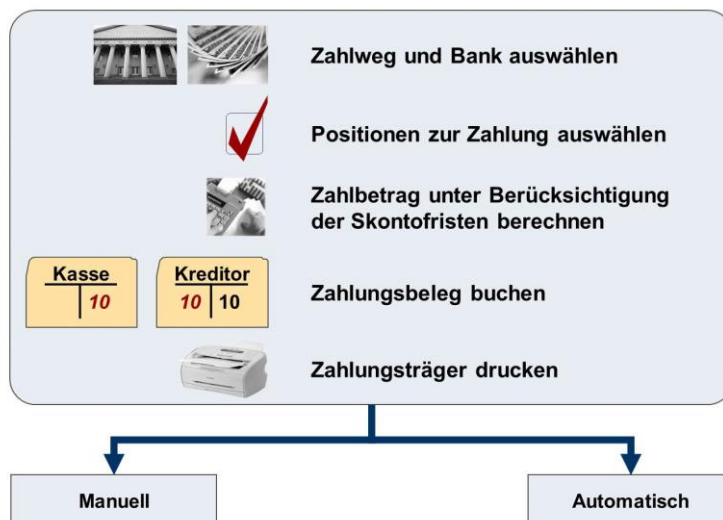 Zahlweg und Bank auswählen
Positionen zur Zahlung auswählen
Zahlbetrag unter Berücksichtigung
der Skontofristen berechnen
Kasse
10
Kreditor
10 10
Zahlungsbeleg buchen
Zahlungsträger drucken
Manuell
Automatisch